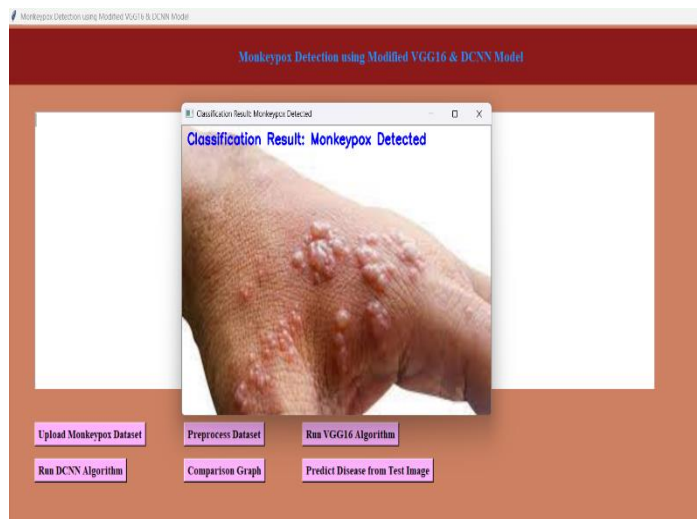 Monkeypox Detection using Modified VGG16 & DCNN Model
Monkeypox Detection using Modified VGG16 & DCNN Model
Classification Result: Monkeypox Detected
Classification Result: Monkeypox Detected
Upload Monkeypox Dataset
Preprocess Dataset
Run VGG16 Algorithm
Run DCNN Algorithm
Comparison Graph
Predict Disease from Test Image